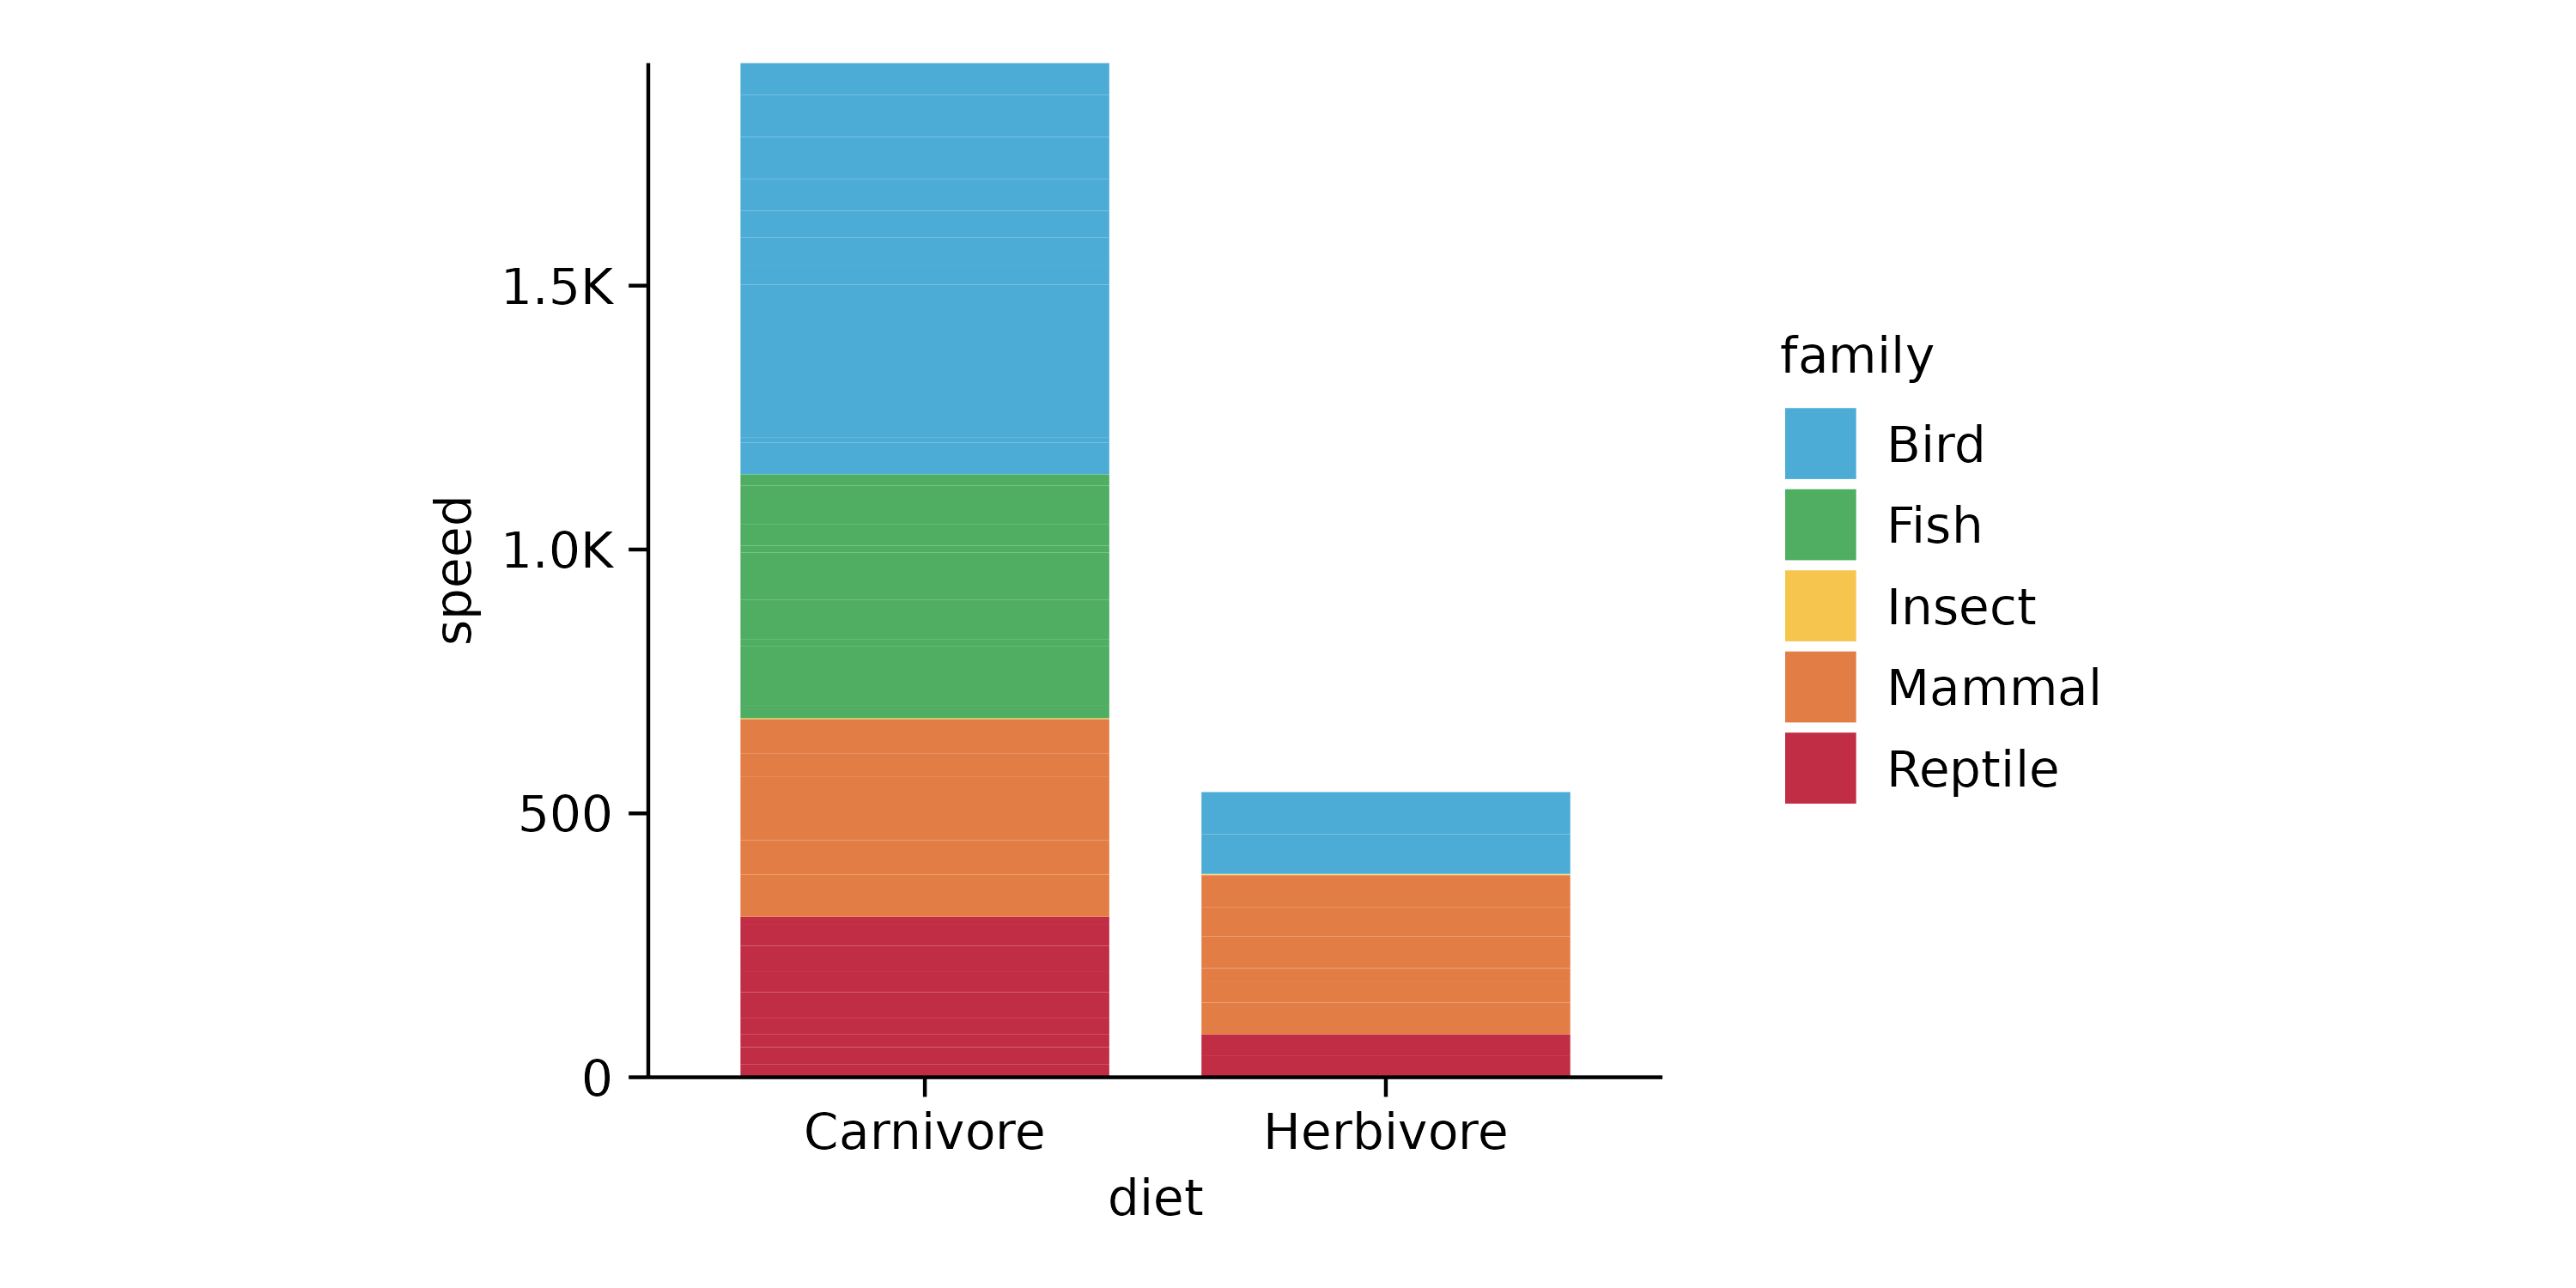 speed
1.5K
1.0K
500
0
Carnivore
Herbivore
diet
family
Bird
Fish
Insect
Mammal
Reptile